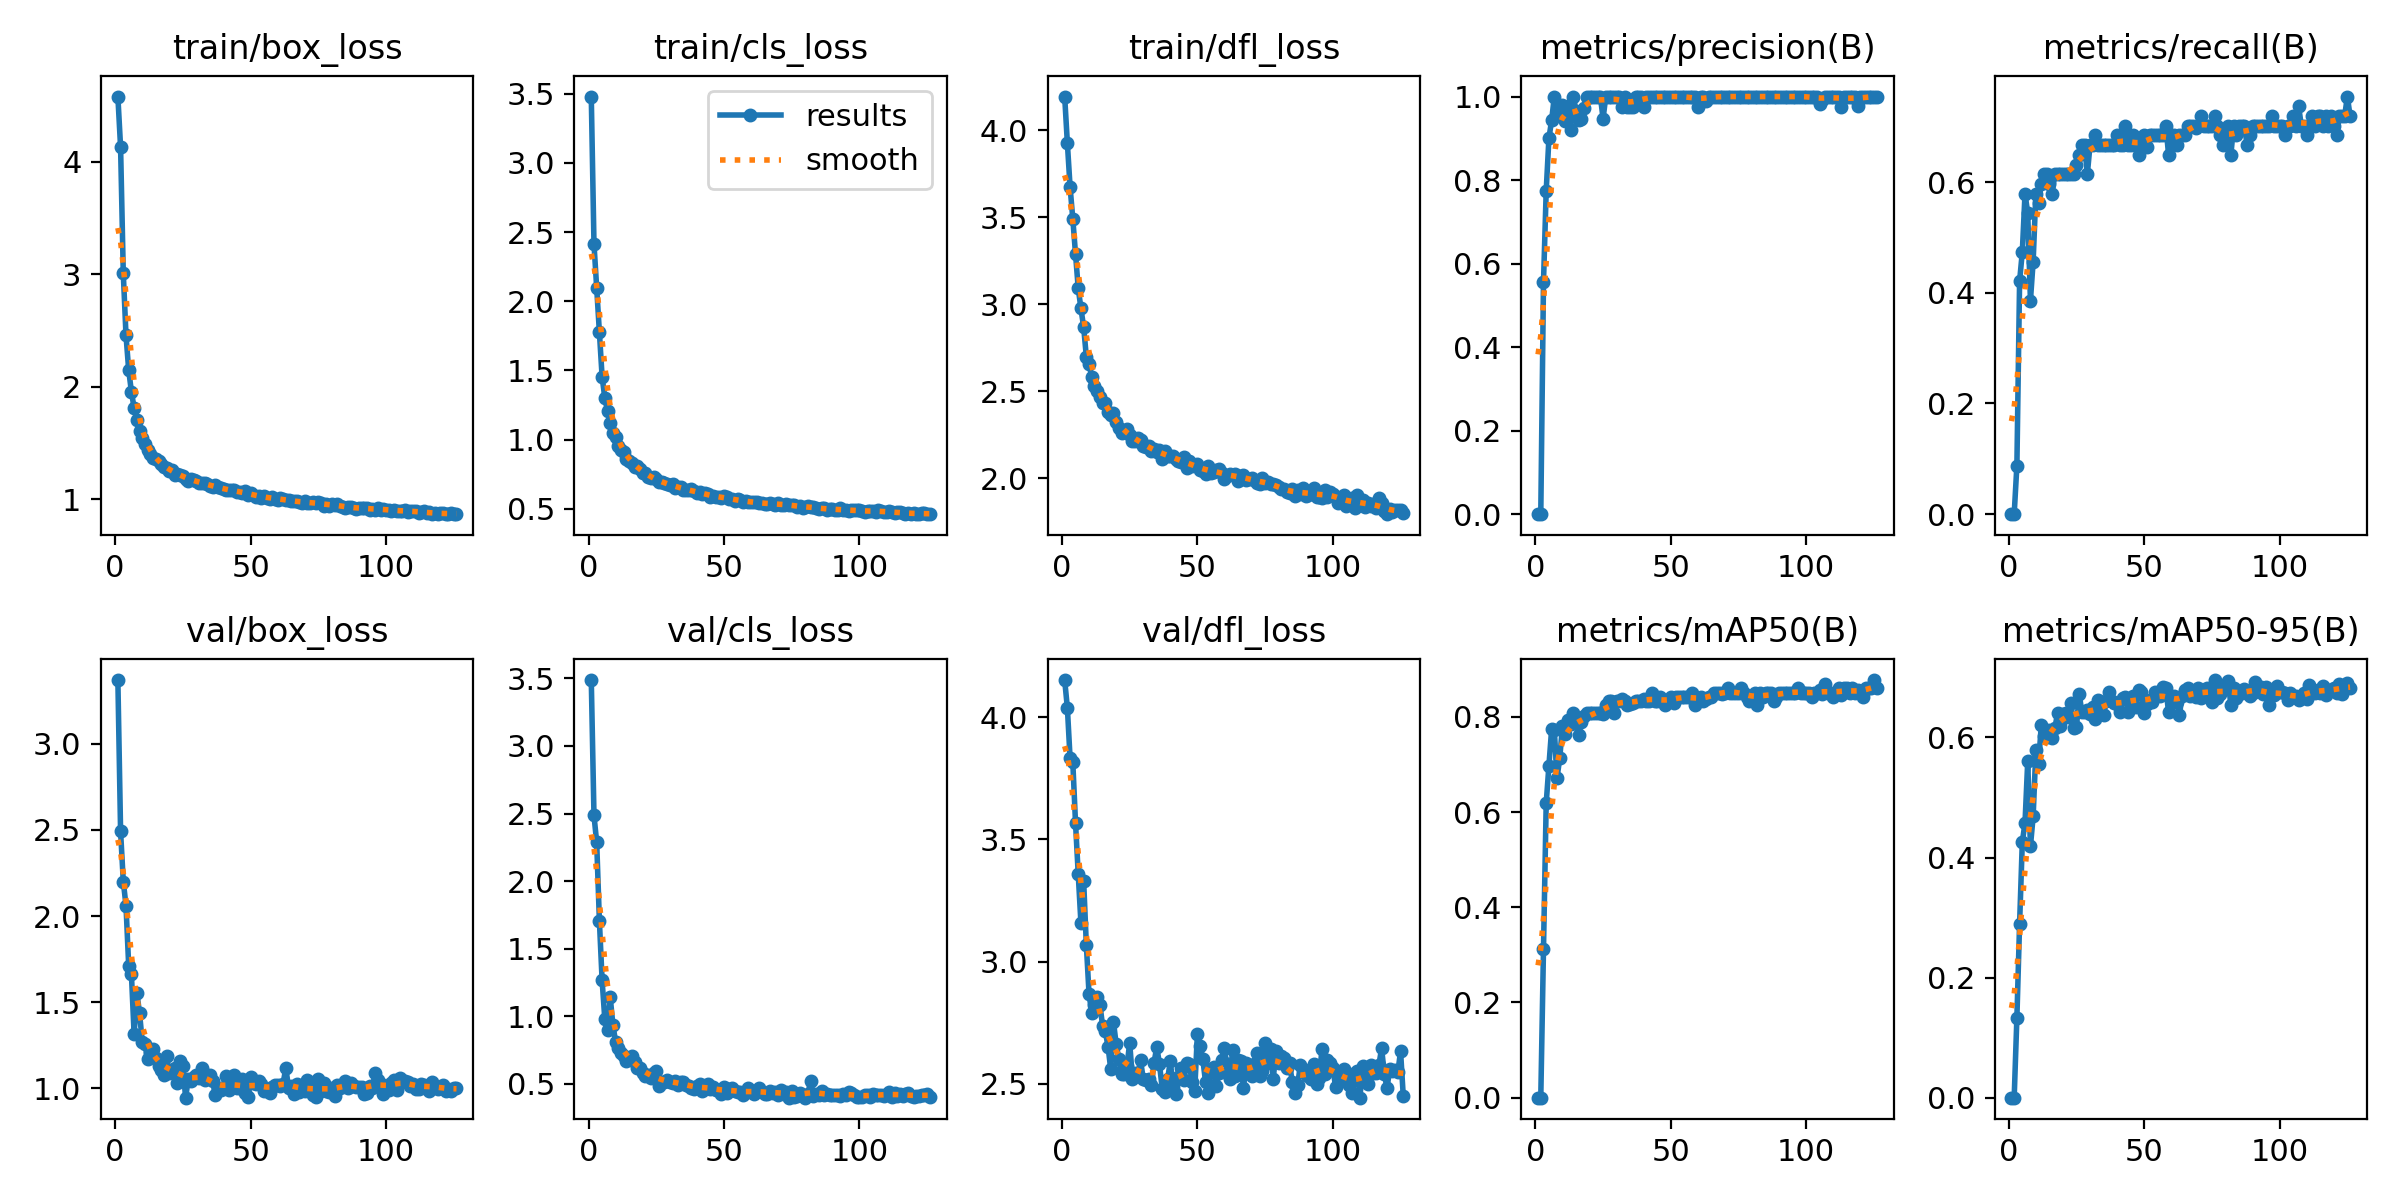 train/box_loss
train/cls_loss
train/dfl_loss
metrics/precision(B)
metrics/recall(B)
4
3
2
1
0 50 100
3.5
3.0
2.5
2.0
1.5
1.0
0.5
results
smooth
0 50 100
4.0
3.5
3.0
2.5
2.0
0 50 100
1.0
0.8
0.6
0.4
0.2
0.0
0 50 100
0.6
0.4
0.2
0.0
0 50 100
val/box_loss
val/cls_loss
val/dfl_loss
metrics/mAP50(B)
metrics/mAP50-95(B)
3.0
2.5
2.0
1.5
1.0
0 50 100
3.5
3.0
2.5
2.0
1.5
1.0
0.5
0 50 100
4.0
3.5
3.0
2.5
0 50 100
0.8
0.6
0.4
0.2
0.0
0 50 100
0.6
0.4
0.2
0.0
0 50 100